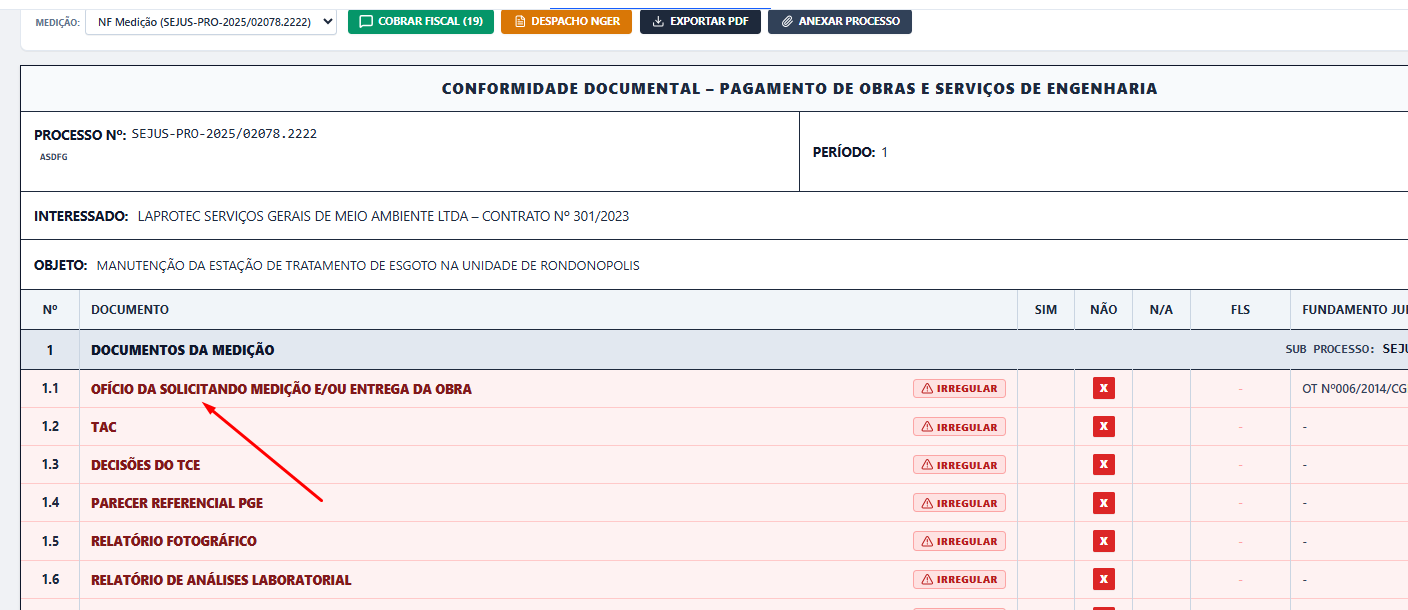 MEDIÇÃO: NF Medição (SEJUS-PRO-2025/02078.2222) COBRAR FISCAL (19) DESPACHO NGER EXPORTAR PDF ANEXAR PROCESSO
CONFORMIDADE DOCUMENTAL – PAGAMENTO DE OBRAS E SERVIÇOS DE ENGENHARIA
PROCESSO Nº: SEJUS-PRO-2025/02078.2222
ASDFG
PERÍODO: 1
INTERESSADO: LAPROTEC SERVIÇOS GERAIS DE MEIO AMBIENTE LTDA – CONTRATO Nº 301/2023
OBJETO: MANUTENÇÃO DA ESTAÇÃO DE TRATAMENTO DE ESGOTO NA UNIDADE DE RONDONOPOLIS
Nº DOCUMENTO SIM NÃO N/A FLS FUNDAMENTO JU
1 DOCUMENTOS DA MEDIÇÃO SUB PROCESSO: SEJU
1.1 OFÍCIO DA SOLICITANDO MEDIÇÃO E/OU ENTREGA DA OBRA IRREGULAR X - OT Nº006/2014/CG
1.2 TAC IRREGULAR X - -
1.3 DECISÕES DO TCE IRREGULAR X - -
1.4 PARECER REFERENCIAL PGE IRREGULAR X - -
1.5 RELATÓRIO FOTOGRÁFICO IRREGULAR X - -
1.6 RELATÓRIO DE ANÁLISES LABORATORIAL IRREGULAR X - -